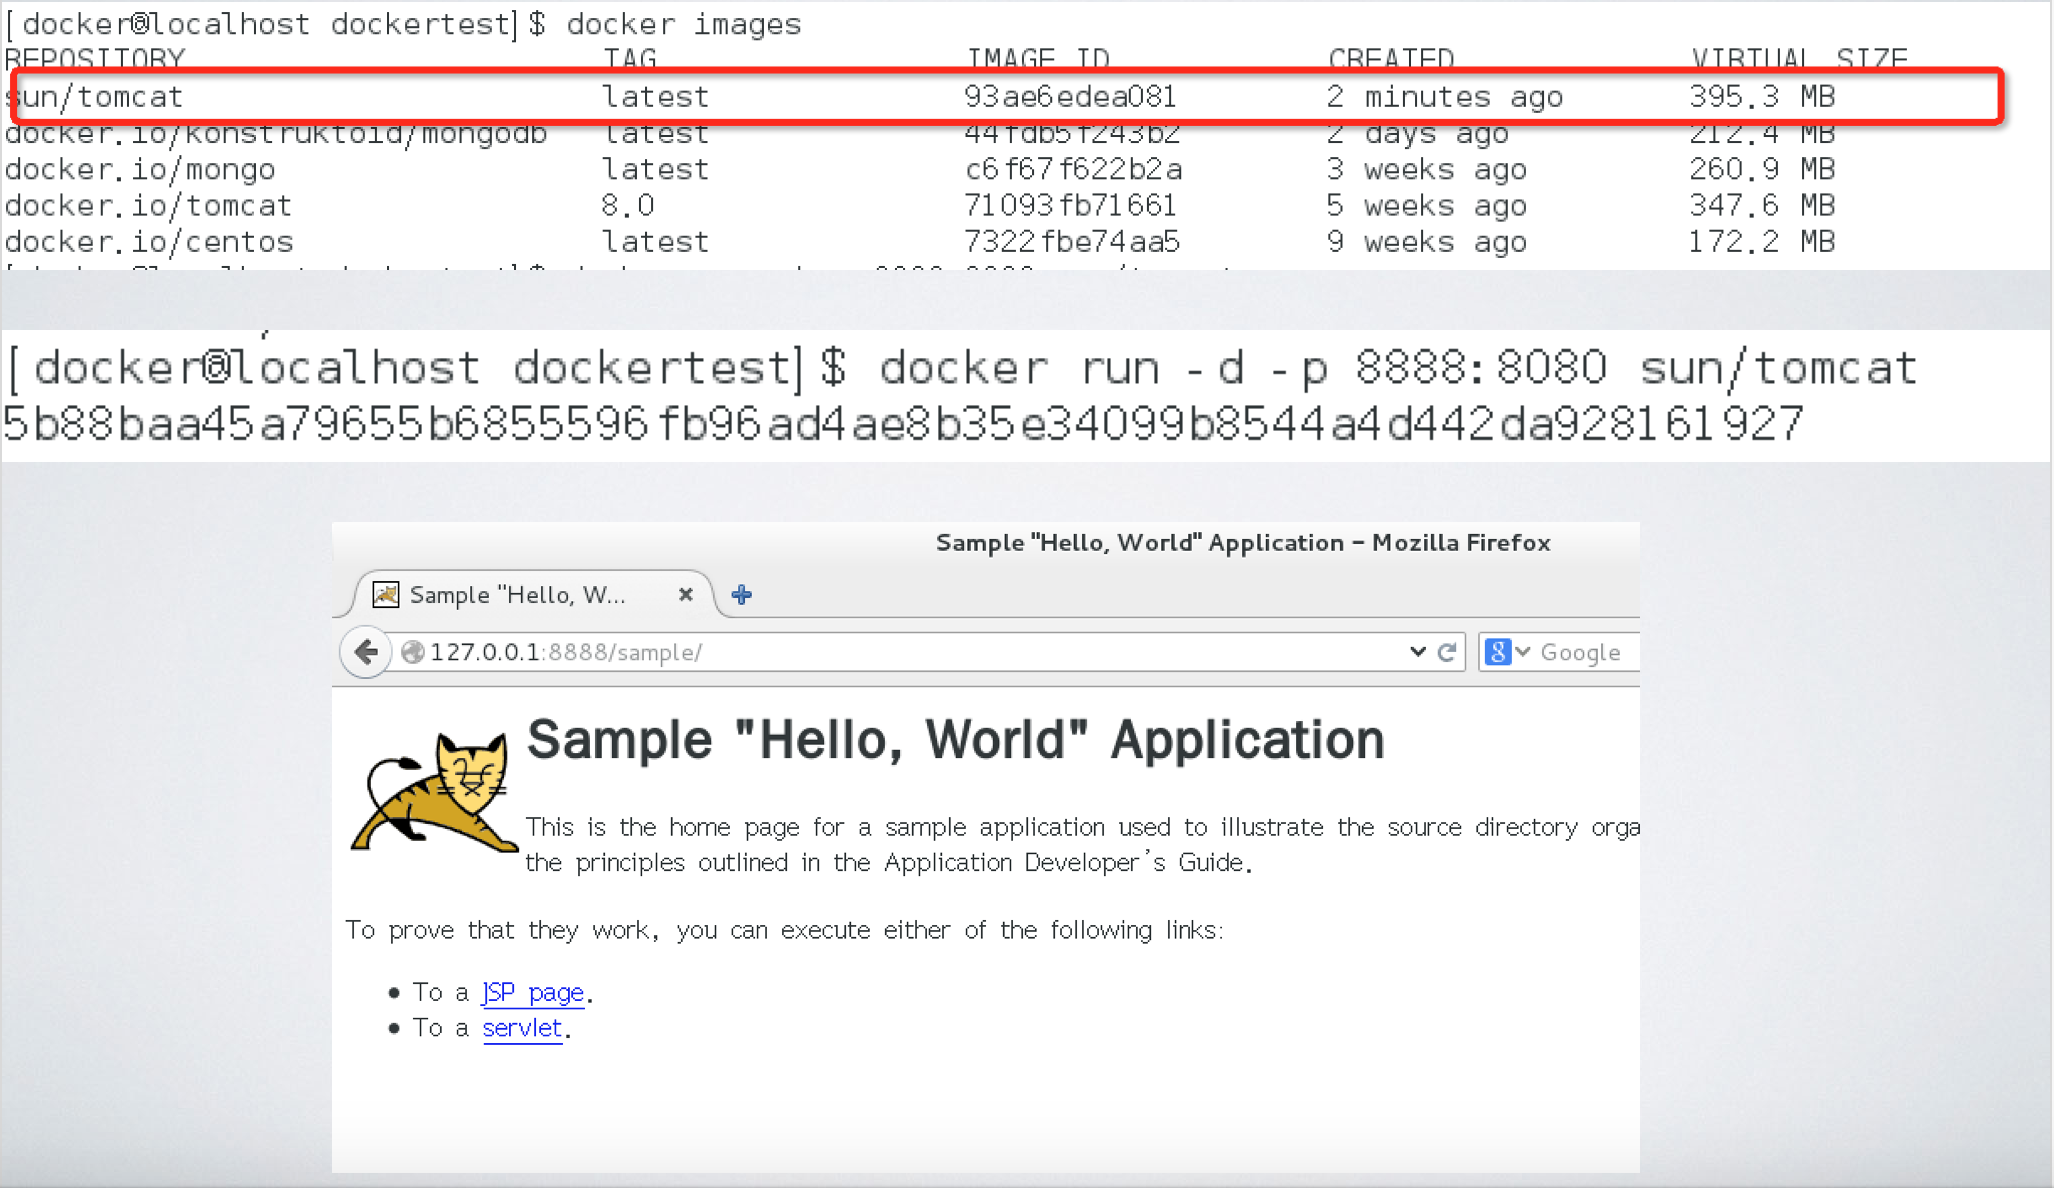 [docker@localhost dockertest]$ docker images
REPOSITORY TAG IMAGE ID CREATED VIRTUAL SIZE
sun/tomcat latest 93ae6edea081 2 minutes ago 395.3 MB
docker.io/konstruktoid/mongodb latest 44fdb5f243b2 2 days ago 212.4 MB
docker.io/mongo latest c6f67f622b2a 3 weeks ago 260.9 MB
docker.io/tomcat 8.0 71093fb71661 5 weeks ago 347.6 MB
docker.io/centos latest 7322fbe74aa5 9 weeks ago 172.2 MB
[docker@localhost dockertest]$ docker run -d -p 8888:8080 sun/tomcat
5b88baa45a79655b6855596fb96ad4ae8b35e34099b8544a4d442da928161927
Sample "Hello, World" Application – Mozilla Firefox
Sample "Hello, W...
127.0.0.1:8888/sample/
8 Google
Sample "Hello, World" Application
This is the home page for a sample application used to illustrate the source directory orga
the principles outlined in the Application Developer's Guide.
To prove that they work, you can execute either of the following links:
• To a JSP page.
• To a servlet.